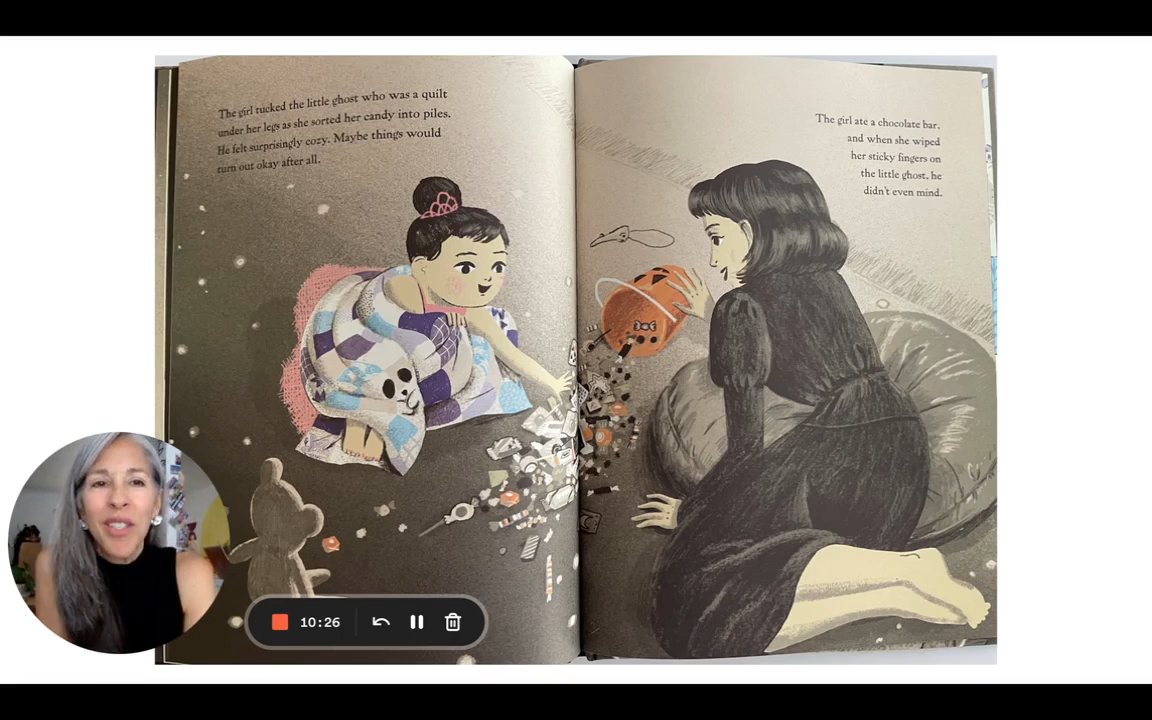 The girl tucked the little ghost who was a quilt
under her legs as she sorted her candy into piles.
He felt surprisingly cozy. Maybe things would
turn out okay after all.
The girl ate a chocolate bar,
and when she wiped
her sticky fingers on
the little ghost, he
didn't even mind.
10:26